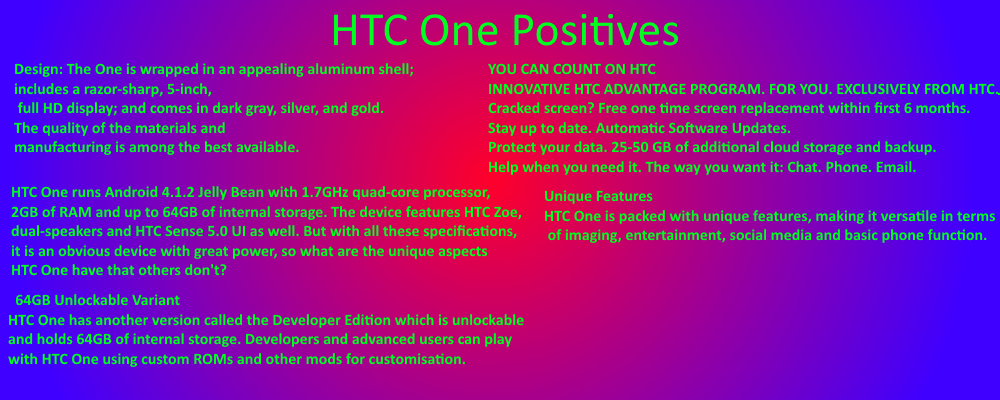 HTC One Positives
Design: The One is wrapped in an appealing aluminum shell;
includes a razor-sharp, 5-inch,
full HD display; and comes in dark gray, silver, and gold.
The quality of the materials and
manufacturing is among the best available.
YOU CAN COUNT ON HTC
INNOVATIVE HTC ADVANTAGE PROGRAM. FOR YOU. EXCLUSIVELY FROM HTC.
Cracked screen? Free one time screen replacement within first 6 months.
Stay up to date. Automatic Software Updates.
Protect your data. 25-50 GB of additional cloud storage and backup.
Help when you need it. The way you want it: Chat. Phone. Email.
HTC One runs Android 4.1.2 Jelly Bean with 1.7GHz quad-core processor,
2GB of RAM and up to 64GB of internal storage. The device features HTC Zoe,
dual-speakers and HTC Sense 5.0 UI as well. But with all these specifications,
it is an obvious device with great power, so what are the unique aspects
HTC One have that others don't?
Unique Features
HTC One is packed with unique features, making it versatile in terms
of imaging, entertainment, social media and basic phone function.
64GB Unlockable Variant
HTC One has another version called the Developer Edition which is unlockable
and holds 64GB of internal storage. Developers and advanced users can play
with HTC One using custom ROMs and other mods for customisation.